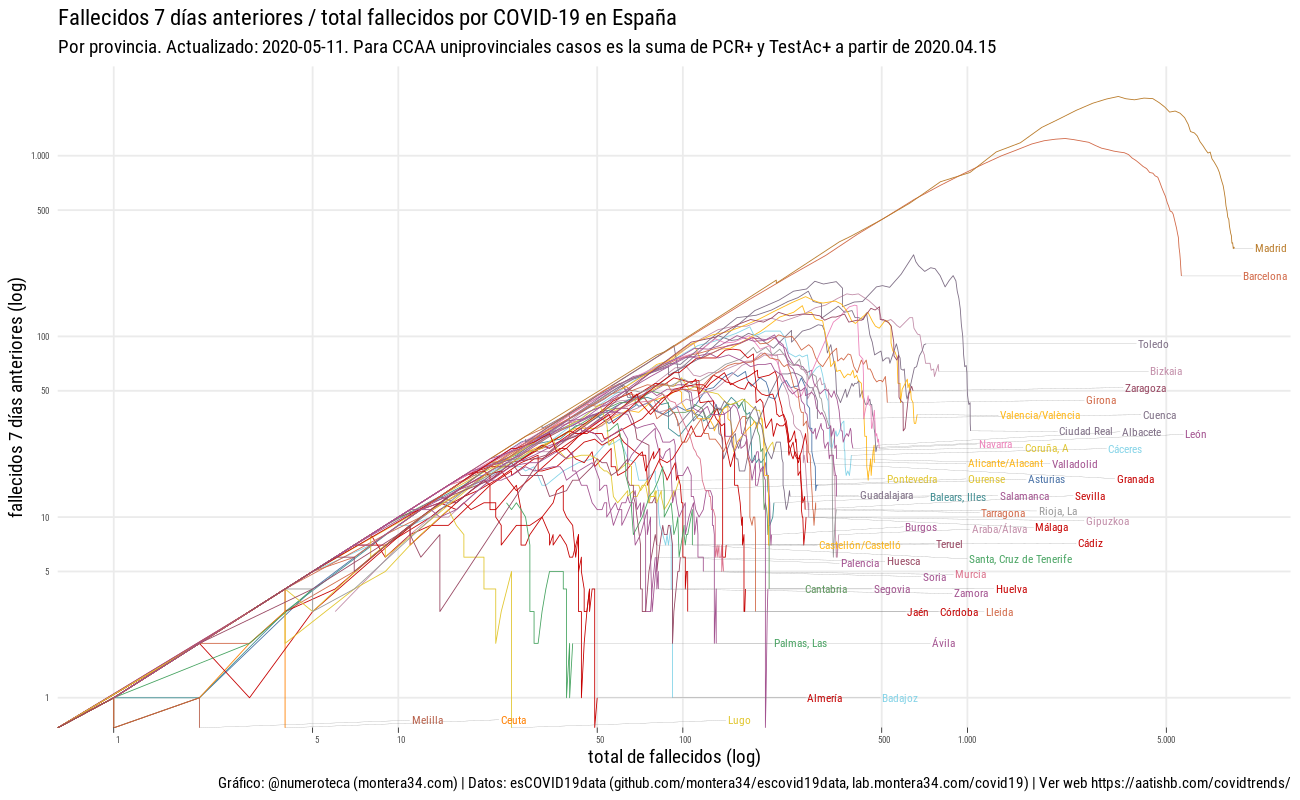 Fallecidos 7 días anteriores / total fallecidos por COVID-19 en España
Por provincia. Actualizado: 2020-05-11. Para CCAA uniprovinciales casos es la suma de PCR+ y TestAc+ a partir de 2020.04.15
fallecidos 7 días anteriores (log)
1.000
500
100
50
10
5
1
Madrid
Barcelona
Toledo
Bizkaia
Zaragoza
Girona
Valencia/València Cuenca
Ciudad Real Albacete León
Navarra Coruña, A Cáceres
Alicante/Alacant Valladolid
Pontevedra Ourense Asturias Granada
Guadalajara Balears, Illes Salamanca Sevilla
Tarragona Rioja, La
Gipuzkoa
Burgos Araba/Álava Málaga
Castellón/Castelló Teruel Cádiz
Palencia Huesca Santa, Cruz de Tenerife
Soria Murcia
Cantabria Segovia Zamora Huelva
Jaén Córdoba Lleida
Palmas, Las Ávila
Almería Badajoz
Melilla Ceuta Lugo
1 5 10 50 100 500 1.000 5.000
total de fallecidos (log)
Gráfico: @numeroteca (montera34.com) | Datos: esCOVID19data (github.com/montera34/escovid19data, lab.montera34.com/covid19) | Ver web https://aatishb.com/covidtrends/